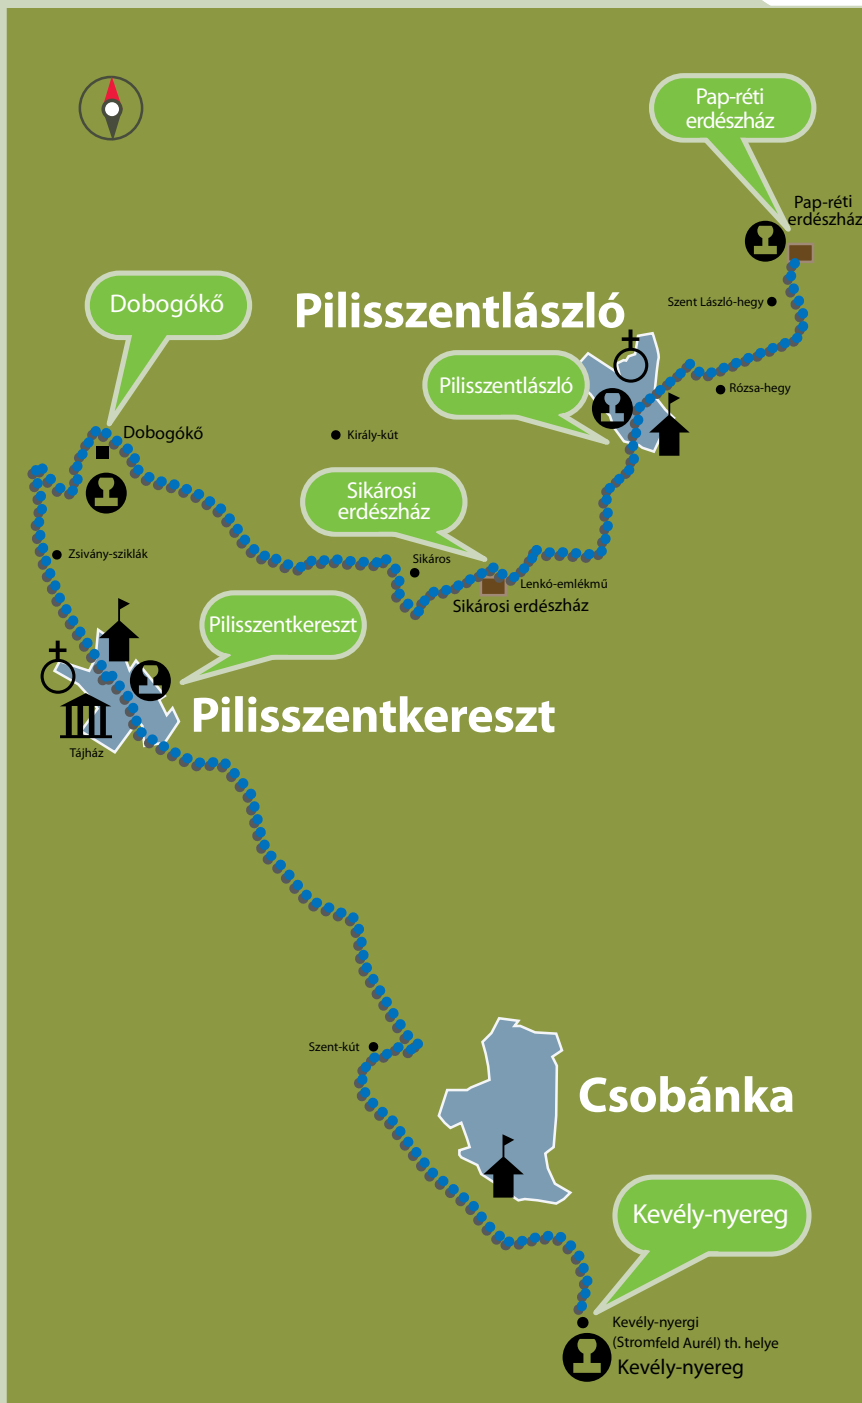 Pap-réti
erdészház
Pap-réti
erdészház
Dobogókő
Pilisszentlászló
Szent László-hegy
Pilisszentlászló
Rózsa-hegy
Dobogókő
Király-kút
Sikárosi
erdészház
Zsivány-sziklák
Sikáros
Lenkó-emlékmű
Sikárosi erdészház
Pilisszentkereszt
Pilisszentkereszt
Tájház
Szent-kút
Csobánka
Kevély-nyereg
Kevély-nyergi
(Stromfeld Aurél) th. helye
Kevély-nyereg